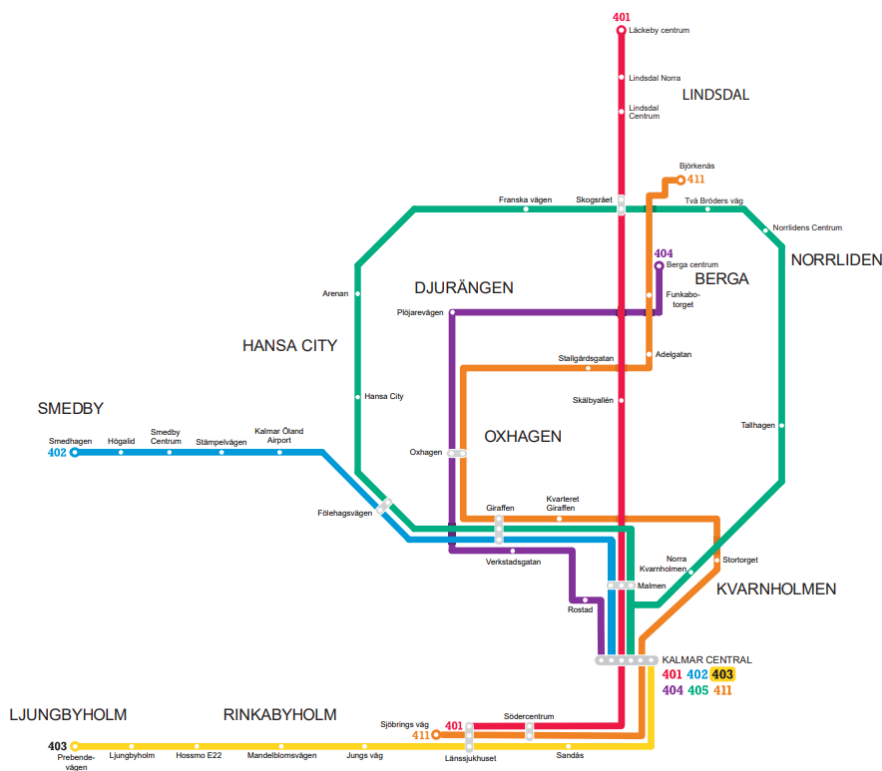 401
Läckeby centrum
Lindsdal Norra
LINDSDAL
Lindsdal
Centrum
Björkenäs
411
Franska vägen
Skogsrået
Två Bröders väg
Norrlidens Centrum
404
Berga centrum
NORRLIDEN
BERGA
DJURÄNGEN
Arenan
Funkabo-
torget
Plöjarevägen
HANSA CITY
Stallgårdsgatan
Adelgatan
Hansa City
Skälbyallén
SMEDBY
Tallhagen
OXHAGEN
Smedhagen
402
Högalid
Smedby
Centrum
Stämpelvägen
Kalmar Öland
Airport
Oxhagen
Fölehagsvägen
Giraffen
Kvarteret
Giraffen
Verkstadsgatan
Norra
Kvarnholmen
Stortorget
Malmen
KVARNHOLMEN
Rostad
KALMAR CENTRAL
401 402 403
404 405 411
LJUNGBYHOLM
RINKABYHOLM
Sjöbrings väg
411
401
Södercentrum
403
Prebende-
vägen
Ljungbyholm
Hossmo E22
Mandelblomsvägen
Jungs väg
Länssjukhuset
Sandås